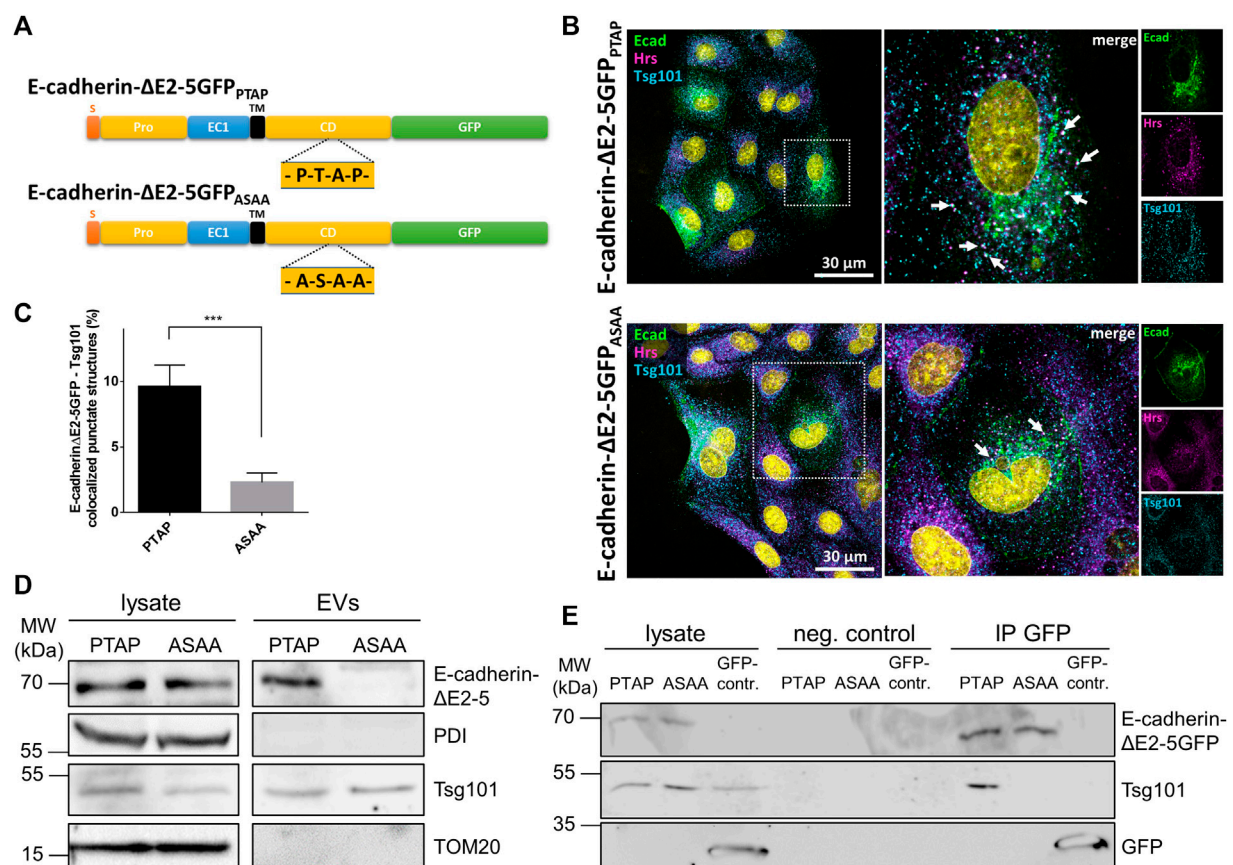 A
E-cadherin-ΔE2-5GFPPTAP
S Pro EC1 TM CD GFP
- P-T-A-P-
E-cadherin-ΔE2-5GFPASAA
S Pro EC1 TM CD GFP
- A-S-A-A-
B
E-cadherin-ΔE2-5GFPPTAP
Ecad
Hrs
Tsg101
30 μm
merge
Ecad
Hrs
Tsg101
E-cadherin-ΔE2-5GFPASAA
Ecad
Hrs
Tsg101
30 μm
merge
Ecad
Hrs
Tsg101
C
E-cadherinΔE2-5GFP - Tsg101
colocalized punctate structures (%)
***
10
5
0
PTAP
ASAA
D
lysate EVs
MW
(kDa)
PTAP ASAA PTAP ASAA
70
E-cadherin-
ΔE2-5
55
PDI
55
Tsg101
15
TOM20
E
lysate neg. control IP GFP
MW
(kDa)
PTAP ASAA GFP-
contr.
PTAP ASAA GFP-
contr.
PTAP ASAA GFP-
contr.
70
E-cadherin-
ΔE2-5GFP
55
Tsg101
35
GFP